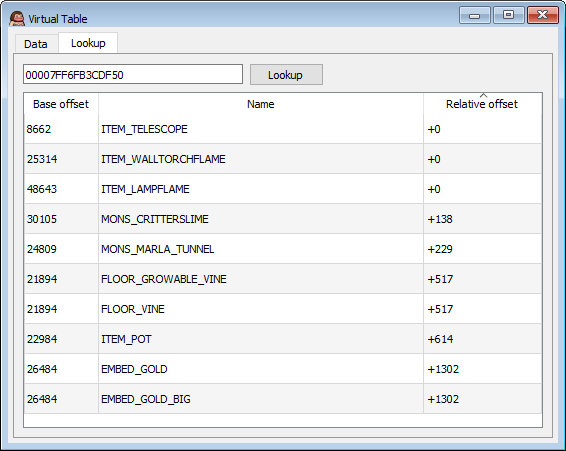 Virtual Table
Data Lookup
00007FF6FB3CDF50 Lookup
Base offset Name Relative offset
8662 ITEM_TELESCOPE +0
25314 ITEM_WALLTORCHFLAME +0
48643 ITEM_LAMPFLAME +0
30105 MONS_CRITTERSLIME +138
24809 MONS_MARLA_TUNNEL +229
21894 FLOOR_GROWABLE_VINE +517
21894 FLOOR_VINE +517
22984 ITEM_POT +614
26484 EMBED_GOLD +1302
26484 EMBED_GOLD_BIG +1302